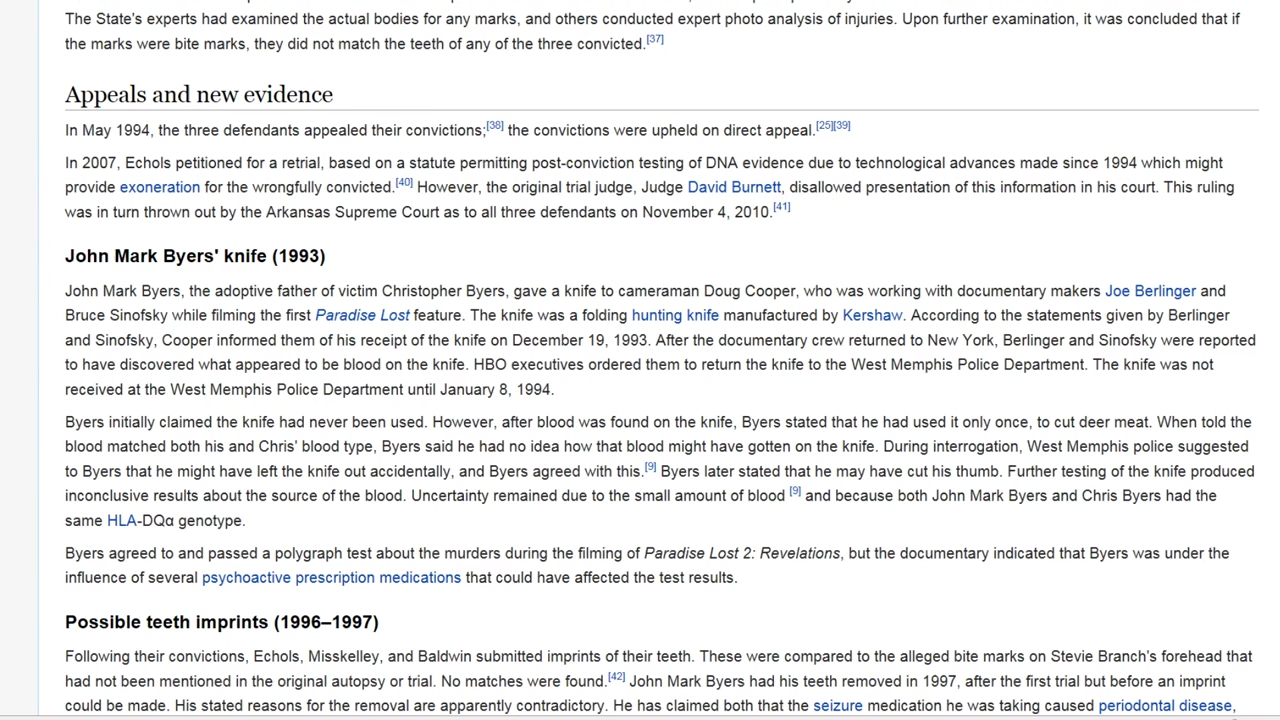 The State's experts had examined the actual bodies for any marks, and others conducted expert photo analysis of injuries. Upon further examination, it was concluded that if
the marks were bite marks, they did not match the teeth of any of the three convicted.[37]
Appeals and new evidence
In May 1994, the three defendants appealed their convictions;[38] the convictions were upheld on direct appeal.[25][39]
In 2007, Echols petitioned for a retrial, based on a statute permitting post-conviction testing of DNA evidence due to technological advances made since 1994 which might
provide exoneration for the wrongfully convicted.[40] However, the original trial judge, Judge David Burnett, disallowed presentation of this information in his court. This ruling
was in turn thrown out by the Arkansas Supreme Court as to all three defendants on November 4, 2010.[41]
John Mark Byers' knife (1993)
John Mark Byers, the adoptive father of victim Christopher Byers, gave a knife to cameraman Doug Cooper, who was working with documentary makers Joe Berlinger and
Bruce Sinofsky while filming the first Paradise Lost feature. The knife was a folding hunting knife manufactured by Kershaw. According to the statements given by Berlinger
and Sinofsky, Cooper informed them of his receipt of the knife on December 19, 1993. After the documentary crew returned to New York, Berlinger and Sinofsky were reported
to have discovered what appeared to be blood on the knife. HBO executives ordered them to return the knife to the West Memphis Police Department. The knife was not
received at the West Memphis Police Department until January 8, 1994.
Byers initially claimed the knife had never been used. However, after blood was found on the knife, Byers stated that he had used it only once, to cut deer meat. When told the
blood matched both his and Chris' blood type, Byers said he had no idea how that blood might have gotten on the knife. During interrogation, West Memphis police suggested
to Byers that he might have left the knife out accidentally, and Byers agreed with this.[9] Byers later stated that he may have cut his thumb. Further testing of the knife produced
inconclusive results about the source of the blood. Uncertainty remained due to the small amount of blood [9] and because both John Mark Byers and Chris Byers had the
same HLA-DQα genotype.
Byers agreed to and passed a polygraph test about the murders during the filming of Paradise Lost 2: Revelations, but the documentary indicated that Byers was under the
influence of several psychoactive prescription medications that could have affected the test results.
Possible teeth imprints (1996–1997)
Following their convictions, Echols, Misskelley, and Baldwin submitted imprints of their teeth. These were compared to the alleged bite marks on Stevie Branch's forehead that
had not been mentioned in the original autopsy or trial. No matches were found.[42] John Mark Byers had his teeth removed in 1997, after the first trial but before an imprint
could be made. His stated reasons for the removal are apparently contradictory. He has claimed both that the seizure medication he was taking caused periodontal disease,